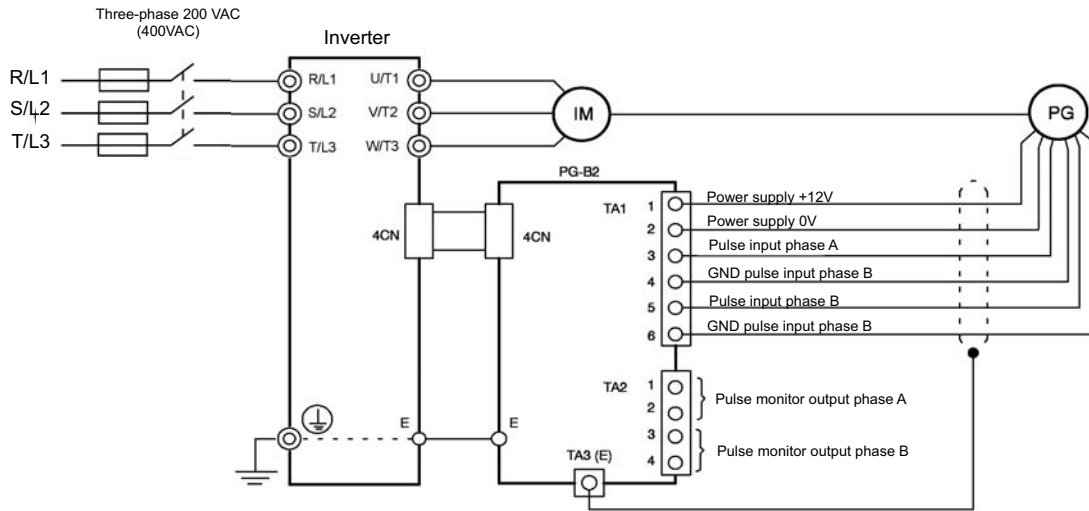 Three-phase 200 VAC
(400VAC)
Inverter
R/L1
R/L1
U/T1
S/L2
S/L2
V/T2
IM
PG
T/L3
T/L3
W/T3
PG-B2
TA1
1
Power supply +12V
2
Power supply 0V
4CN
4CN
3
Pulse input phase A
4
GND pulse input phase B
5
Pulse input phase B
6
GND pulse input phase B
TA2
1
2
Pulse monitor output phase A
E
E
3
4
Pulse monitor output phase B
TA3 (E)